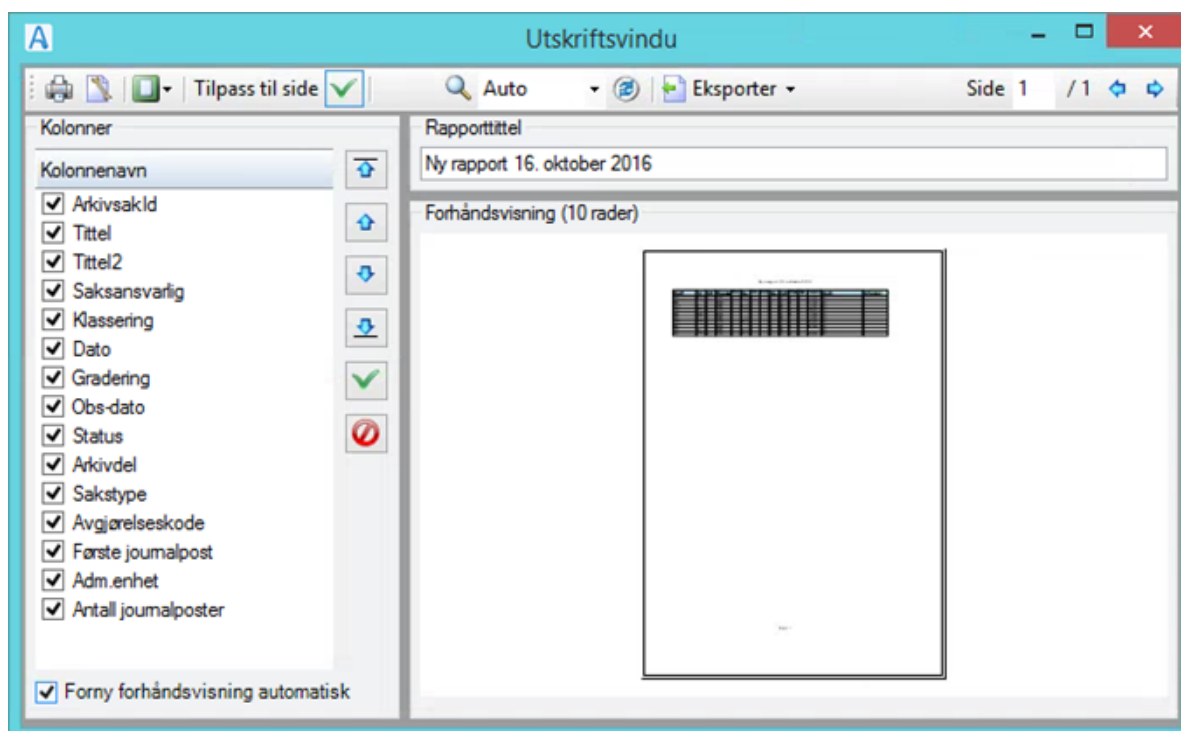 A
Utskriftsvindu
Tilpass til side
Auto
Eksporter
Side 1 / 1
Kolonner
Kolonnenavn
ArkivsakId
Tittel
Tittel2
Saksansvarlig
Klassering
Dato
Gradering
Obs-dato
Status
Arkivdel
Sakstype
Avgjørelseskode
Første journalpost
Adm.enhet
Antall journalposter
Forny forhåndsvisning automatisk
Rapporttittel
Ny rapport 16. oktober 2016
Forhåndsvisning (10 rader)